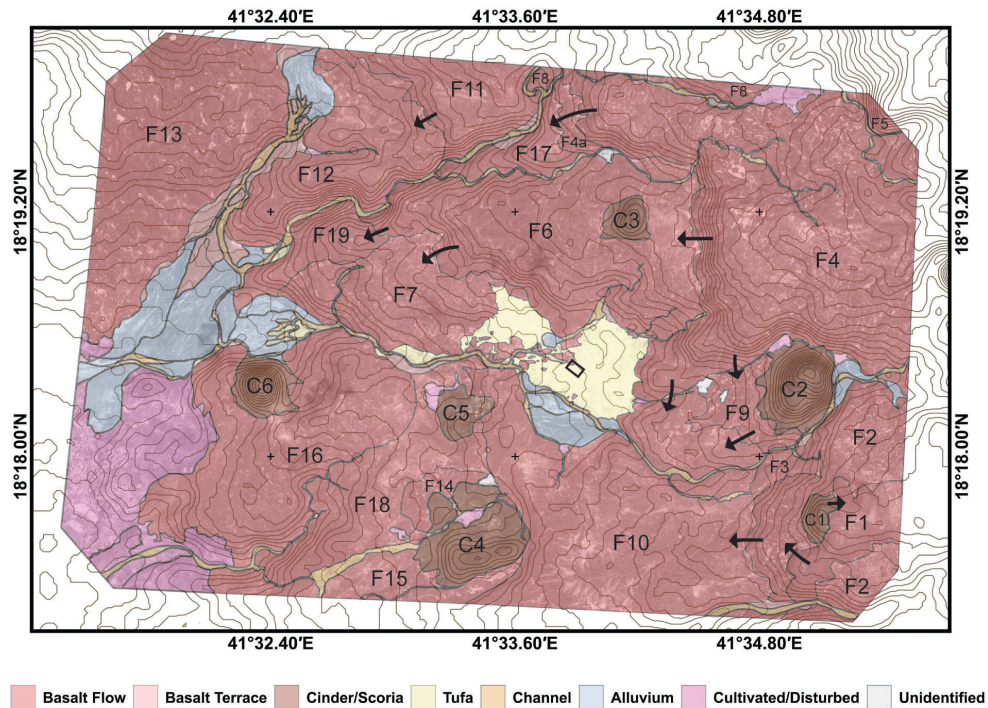 41°32.40'E 41°33.60'E 41°34.80'E
F11 F8 F8 F5
F13 F17 F4a
F12
18°19.20'N 18°19.20'N
F19 F6 C3 F4
F7
C6 C5 F9 C2
F2
18°18.00'N F16 F3 18°18.00'N
F18 F14
C4 F10 C1 F1
F15 F2
41°32.40'E 41°33.60'E 41°34.80'E
Basalt Flow Basalt Terrace Cinder/Scoria Tufa Channel Alluvium Cultivated/Disturbed Unidentified